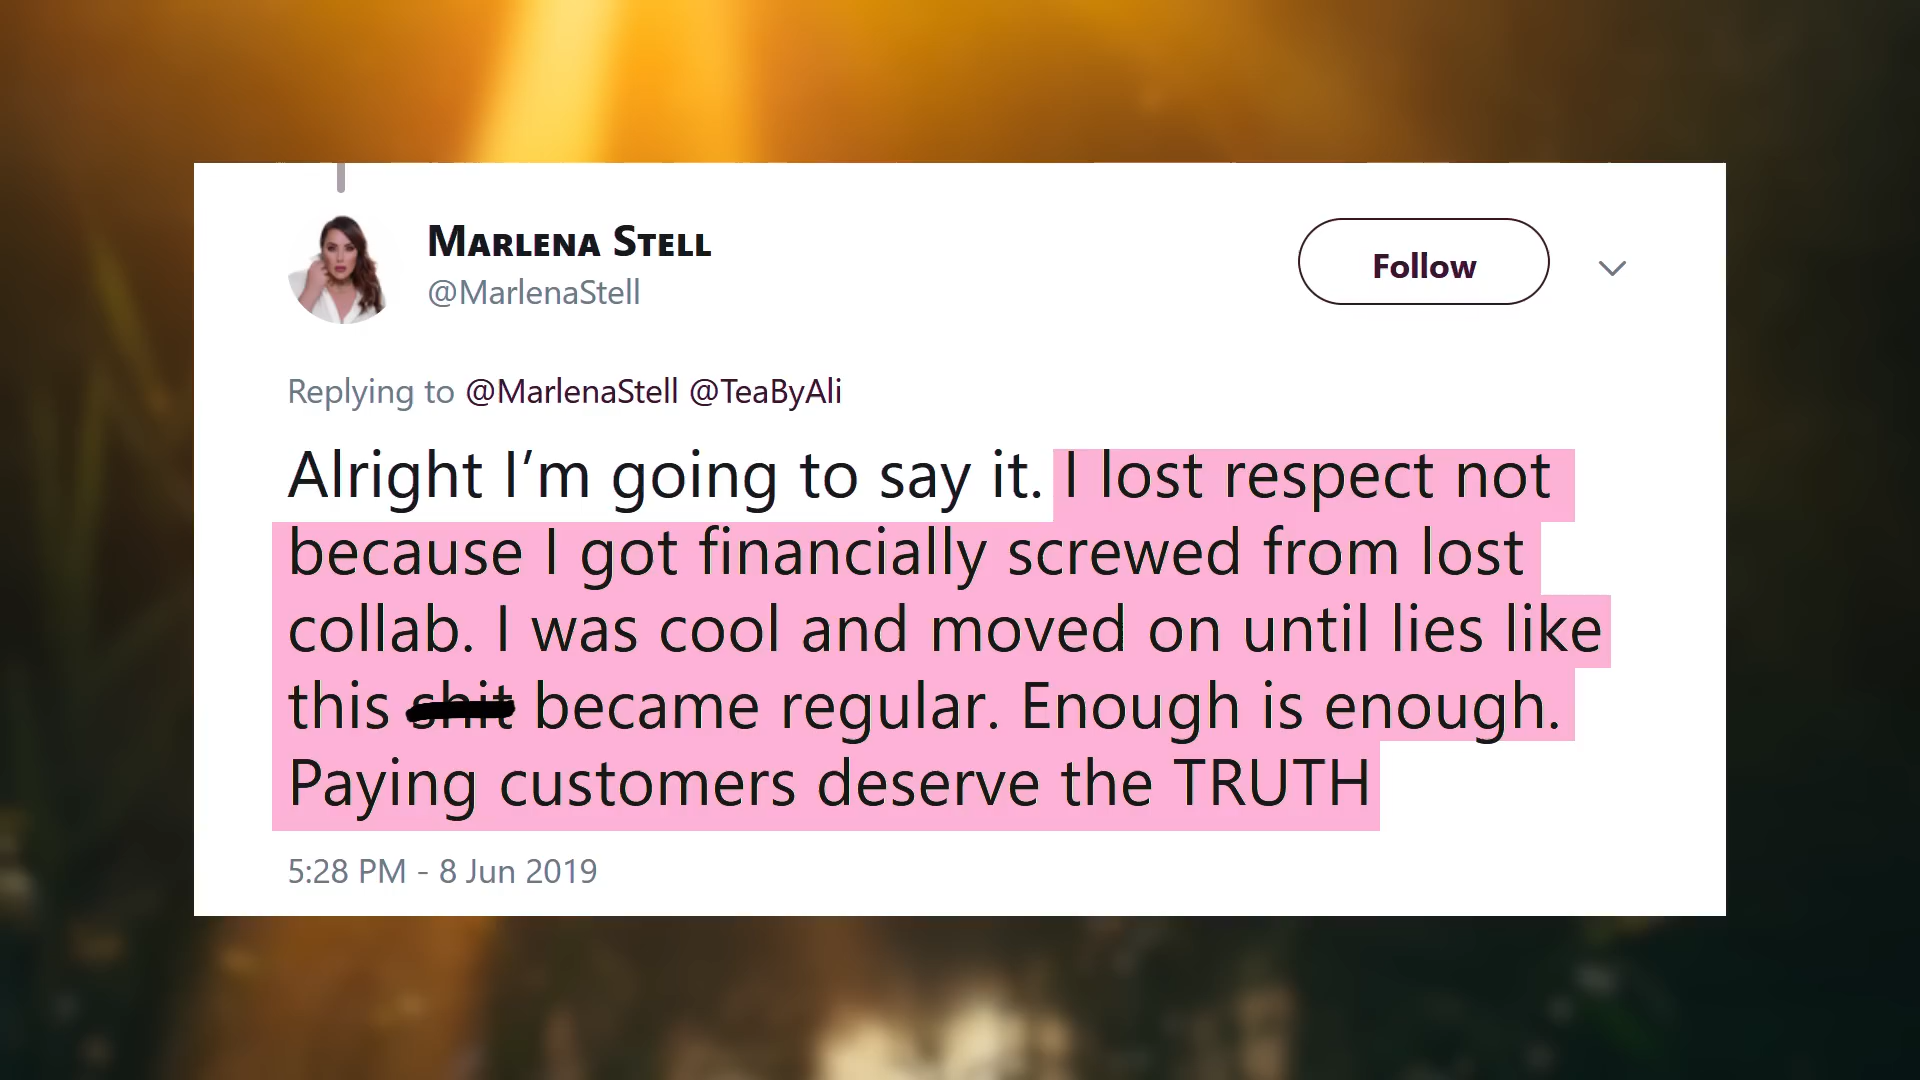 Marlena Stell
@MarlenaStell
Follow
Replying to @MarlenaStell @TeaByAli
Alright I’m going to say it. I lost respect not
because I got financially screwed from lost
collab. I was cool and moved on until lies like
this shit became regular. Enough is enough.
Paying customers deserve the TRUTH
5:28 PM - 8 Jun 2019